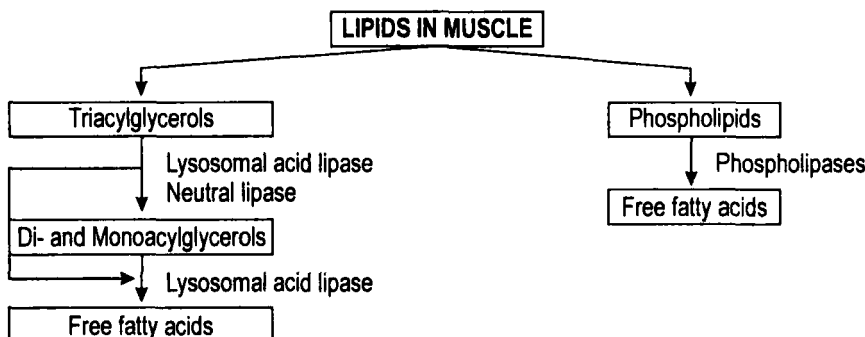 LIPIDS IN MUSCLE
Triacylglycerols
Lysosomal acid lipase
Neutral lipase
Di- and Monoacylglycerols
Lysosomal acid lipase
Free fatty acids
Phospholipids
Phospholipases
Free fatty acids